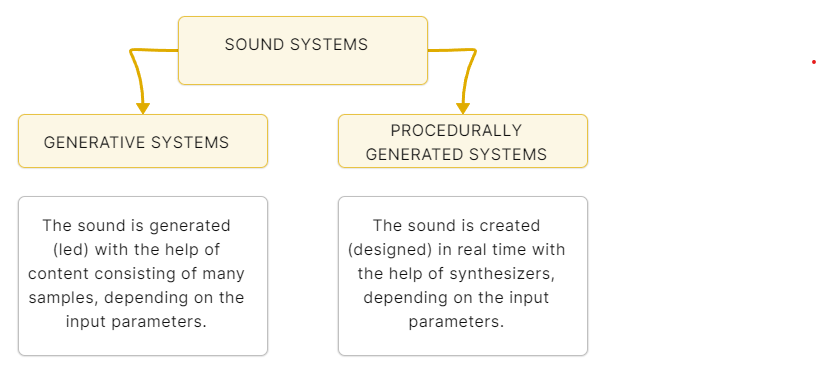 SOUND SYSTEMS
GENERATIVE SYSTEMS
PROCEDURALLY
GENERATED SYSTEMS
The sound is generated
(led) with the help of
content consisting of many
samples, depending on the
input parameters.
The sound is created
(designed) in real time with
the help of synthesizers,
depending on the input
parameters.